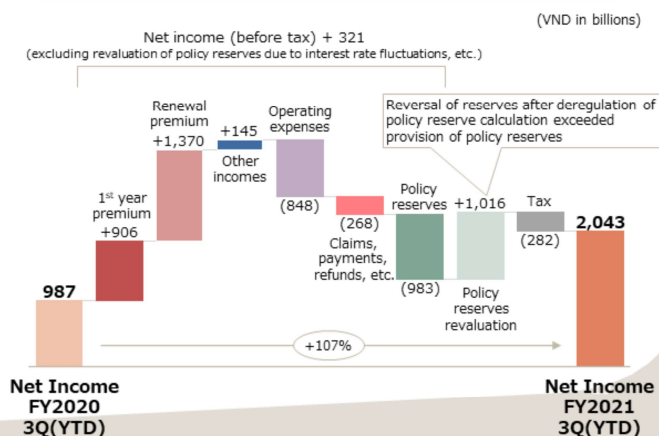 (VND in billions)
Net income (before tax) + 321
(excluding revaluation of policy reserves due to interest rate fluctuations, etc.)
Renewal
premium
+1,370
+145
Other
incomes
Operating
expenses
(848)
Reversal of reserves after deregulation of
policy reserve calculation exceeded
provision of policy reserves
1st year
premium
+906
(268)
Claims,
payments,
refunds, etc.
Policy
reserves
(983)
+1,016
Policy
reserves
revaluation
Tax
(282)
2,043
987
+107%
Net Income
FY2020
3Q(YTD)
Net Income
FY2021
3Q(YTD)